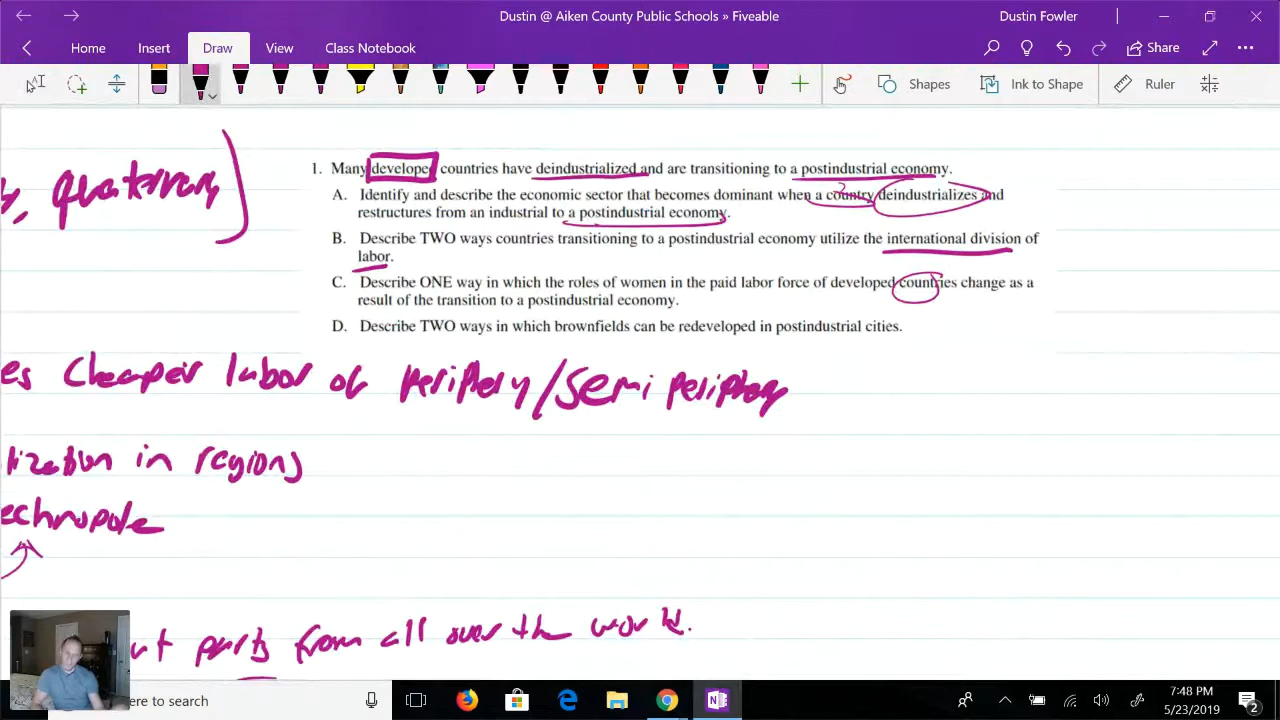 Dustin @ Aiken County Public Schools » Fiveable
Dustin Fowler
Home Insert Draw View Class Notebook
Share
Shapes Ink to Shape Ruler
y, quaternary)
1. Many developed countries have deindustrialized and are transitioning to a postindustrial economy.
A. Identify and describe the economic sector that becomes dominant when a country deindustrializes and
restructures from an industrial to a postindustrial economy.
B. Describe TWO ways countries transitioning to a postindustrial economy utilize the international division of
labor.
C. Describe ONE way in which the roles of women in the paid labor force of developed countries change as a
result of the transition to a postindustrial economy.
D. Describe TWO ways in which brownfields can be redeveloped in postindustrial cities.
es Cheaper labor of Periphery/Semi Periphery
lization in regions
echnopole
parts from all over the world.
ere to search
7:48 PM
5/23/2019
2